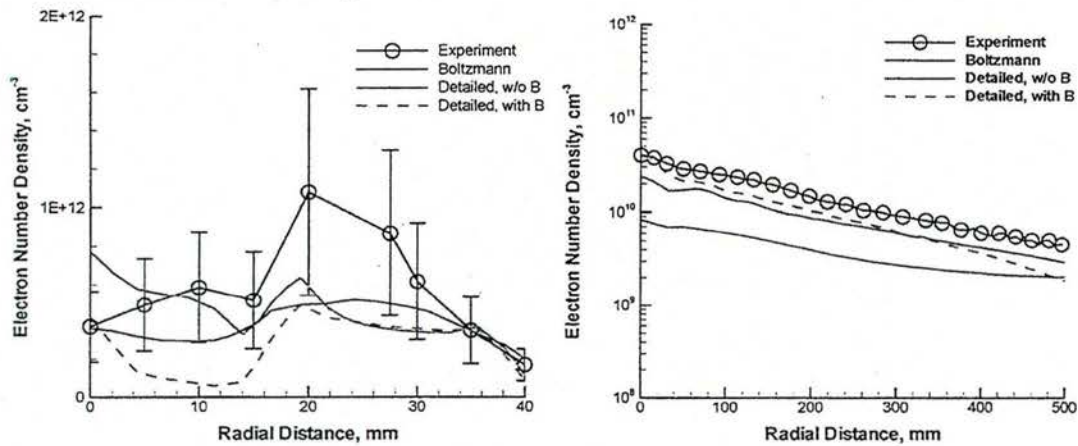 2E+12
1E+12
0
Electron Number Density, cm⁻³
0 10 20 30 40
Radial Distance, mm
Experiment
Boltzmann
Detailed, w/o B
Detailed, with B
10¹²
10¹¹
10¹⁰
10⁹
10⁸
Electron Number Density, cm⁻³
0 100 200 300 400 500
Radial Distance, mm
Experiment
Boltzmann
Detailed, w/o B
Detailed, with B